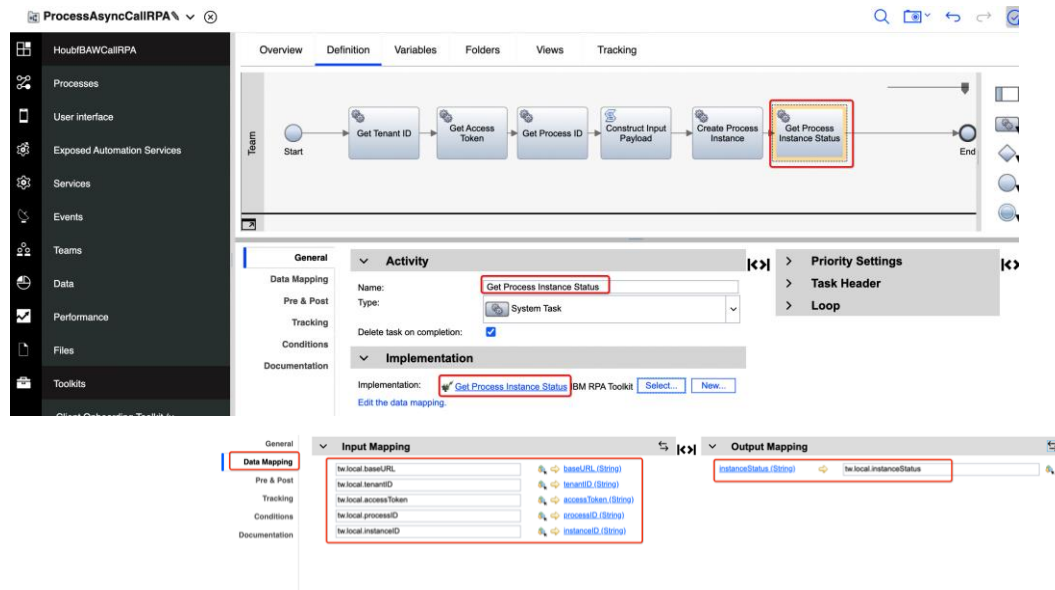 ProcessAsyncCallRPA
HoubfBAWCallRPA
Processes
User interface
Exposed Automation Services
Services
Events
Teams
Data
Performance
Files
Toolkits
Overview Definition Variables Folders Views Tracking
Team
Start
Get Tenant ID
Get Access
Token
Get Process ID
Construct Input
Payload
Create Process
Instance
Get Process
Instance Status
End
General
Data Mapping
Pre & Post
Tracking
Conditions
Documentation
Activity
Name: Get Process Instance Status
Type: System Task
Delete task on completion:
Implementation
Implementation: Get Process Instance Status IBM RPA Toolkit Select... New...
Edit the data mapping.
Priority Settings
Task Header
Loop
General
Data Mapping
Pre & Post
Tracking
Conditions
Documentation
Input Mapping
tw.local.baseURL baseURL (String)
tw.local.tenantID tenantID (String)
tw.local.accessToken accessToken (String)
tw.local.processID processID (String)
tw.local.instanceID instanceID (String)
Output Mapping
instanceStatus (String) tw.local.instanceStatus